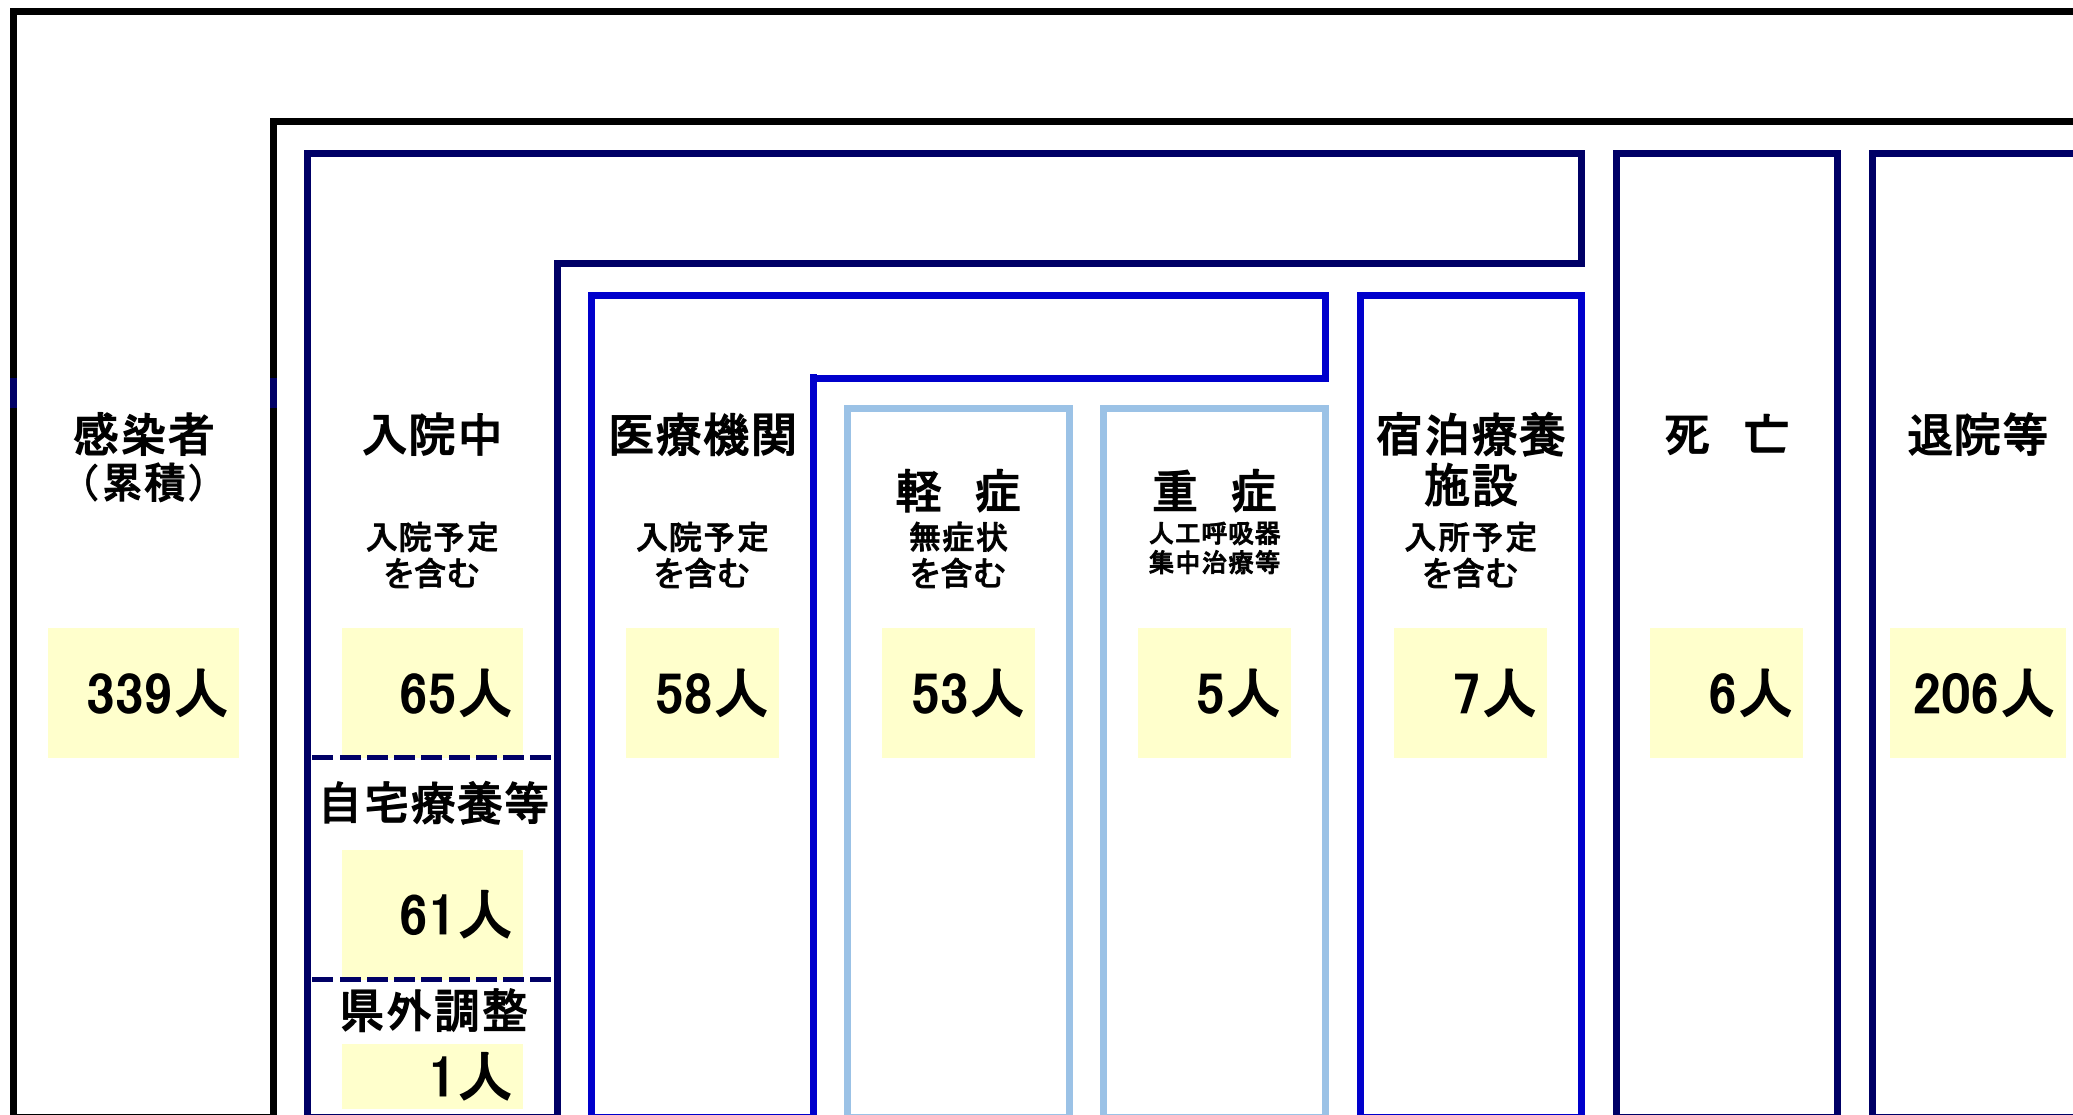 感染者
（累積）
339人
入院中
入院予定
を含む
65人
自宅療養等
61人
県外調整
1人
医療機関
入院予定
を含む
58人
軽 症
無症状
を含む
53人
重 症
人工呼吸器
集中治療等
5人
宿泊療養
施設
入所予定
を含む
7人
死 亡
6人
退院等
206人